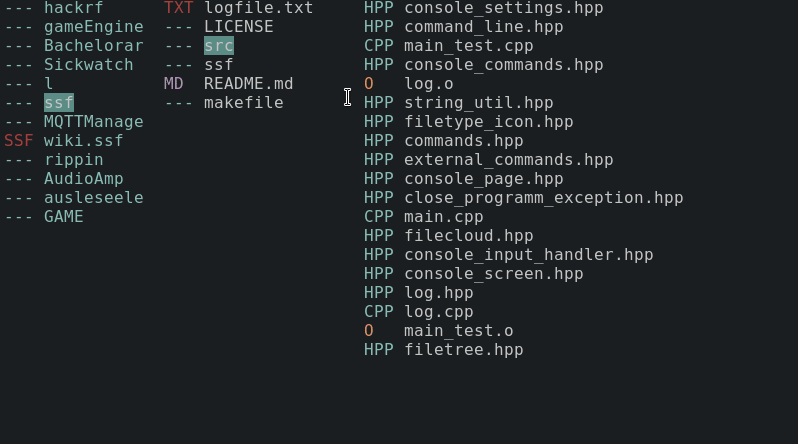 --- hackrf TXT logfile.txt HPP console_settings.hpp
--- gameEngine --- LICENSE HPP command_line.hpp
--- Bachelorar --- src CPP main_test.cpp
--- Sickwatch --- ssf HPP console_commands.hpp
--- l MD README.md O log.o
--- ssf --- makefile HPP string_util.hpp
--- MQTTManage HPP filetype_icon.hpp
SSF wiki.ssf HPP commands.hpp
--- rippin HPP external_commands.hpp
--- AudioAmp HPP console_page.hpp
--- ausleseele HPP close_programm_exception.hpp
--- GAME CPP main.cpp
HPP filecloud.hpp
HPP console_input_handler.hpp
HPP console_screen.hpp
HPP log.hpp
CPP log.cpp
O main_test.o
HPP filetree.hpp